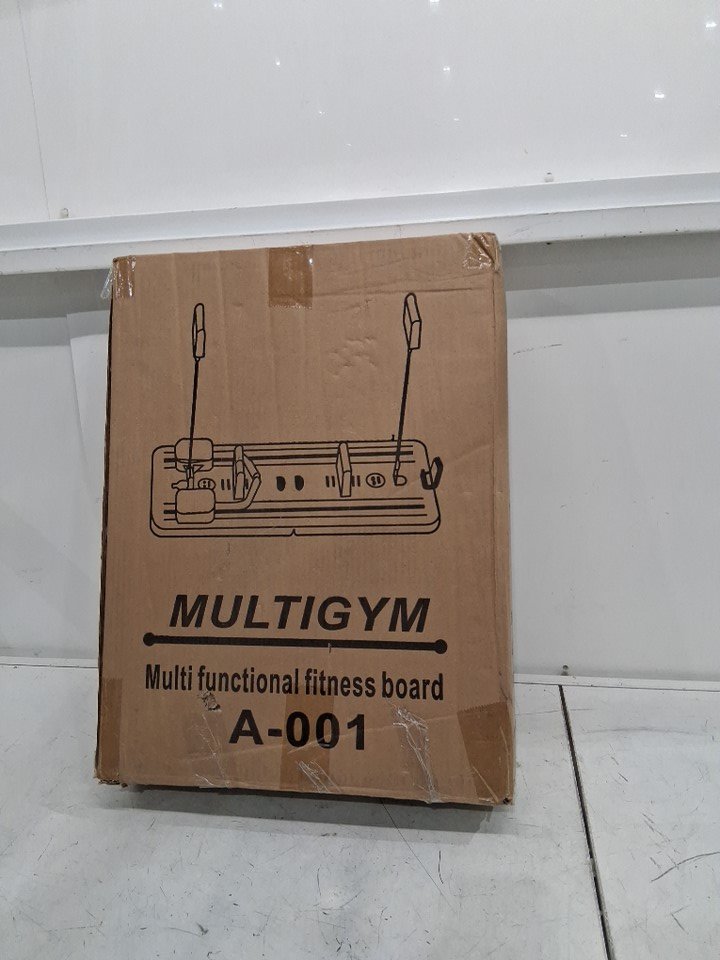 MULTIGYM
Multi functional fitness board
A-001